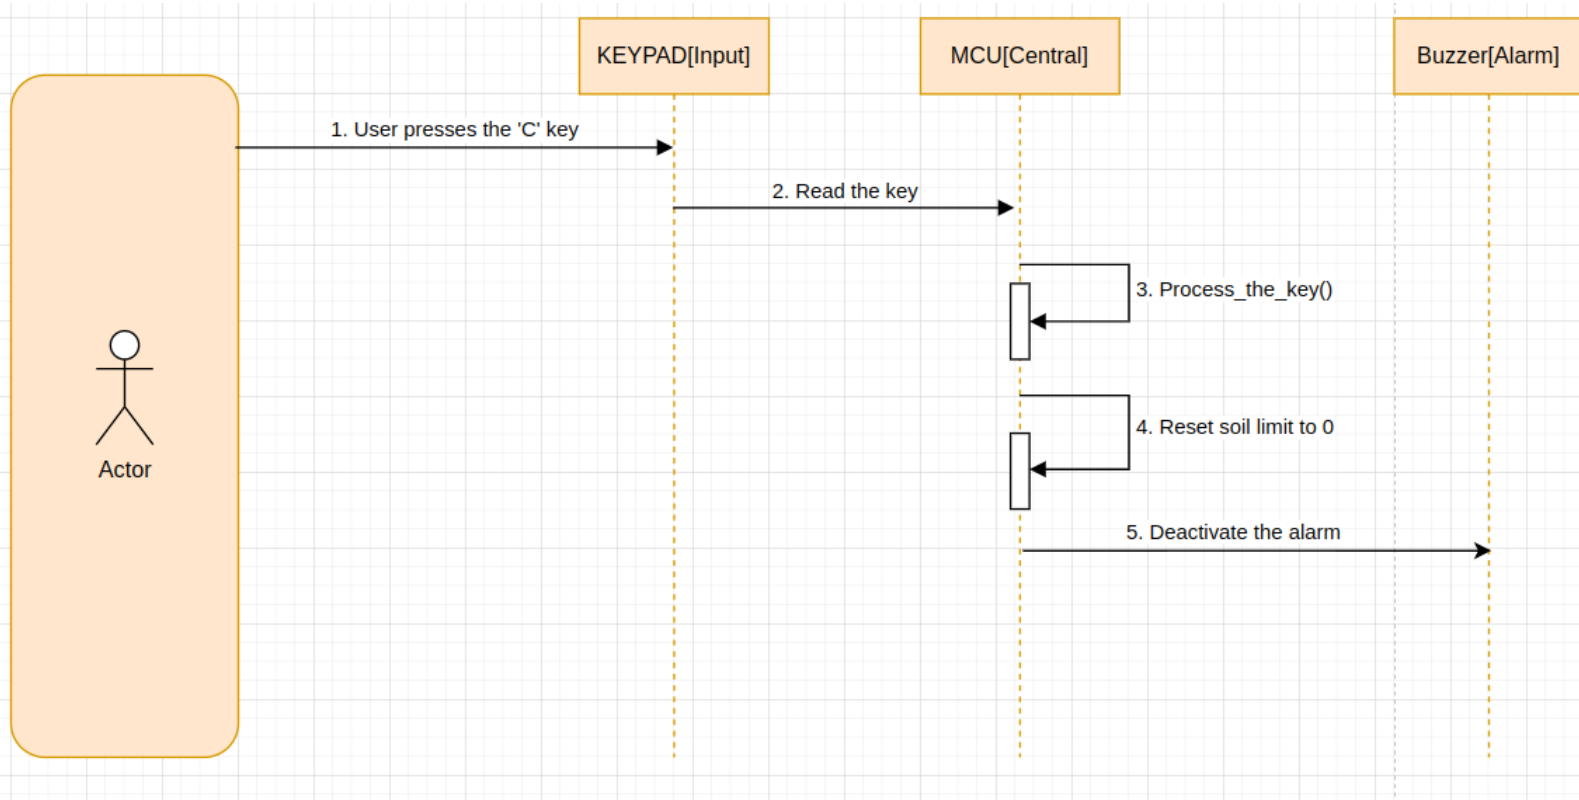 KEYPAD[Input]
MCU[Central]
Buzzer[Alarm]
1. User presses the 'C' key
2. Read the key
3. Process_the_key()
4. Reset soil limit to 0
Actor
5. Deactivate the alarm